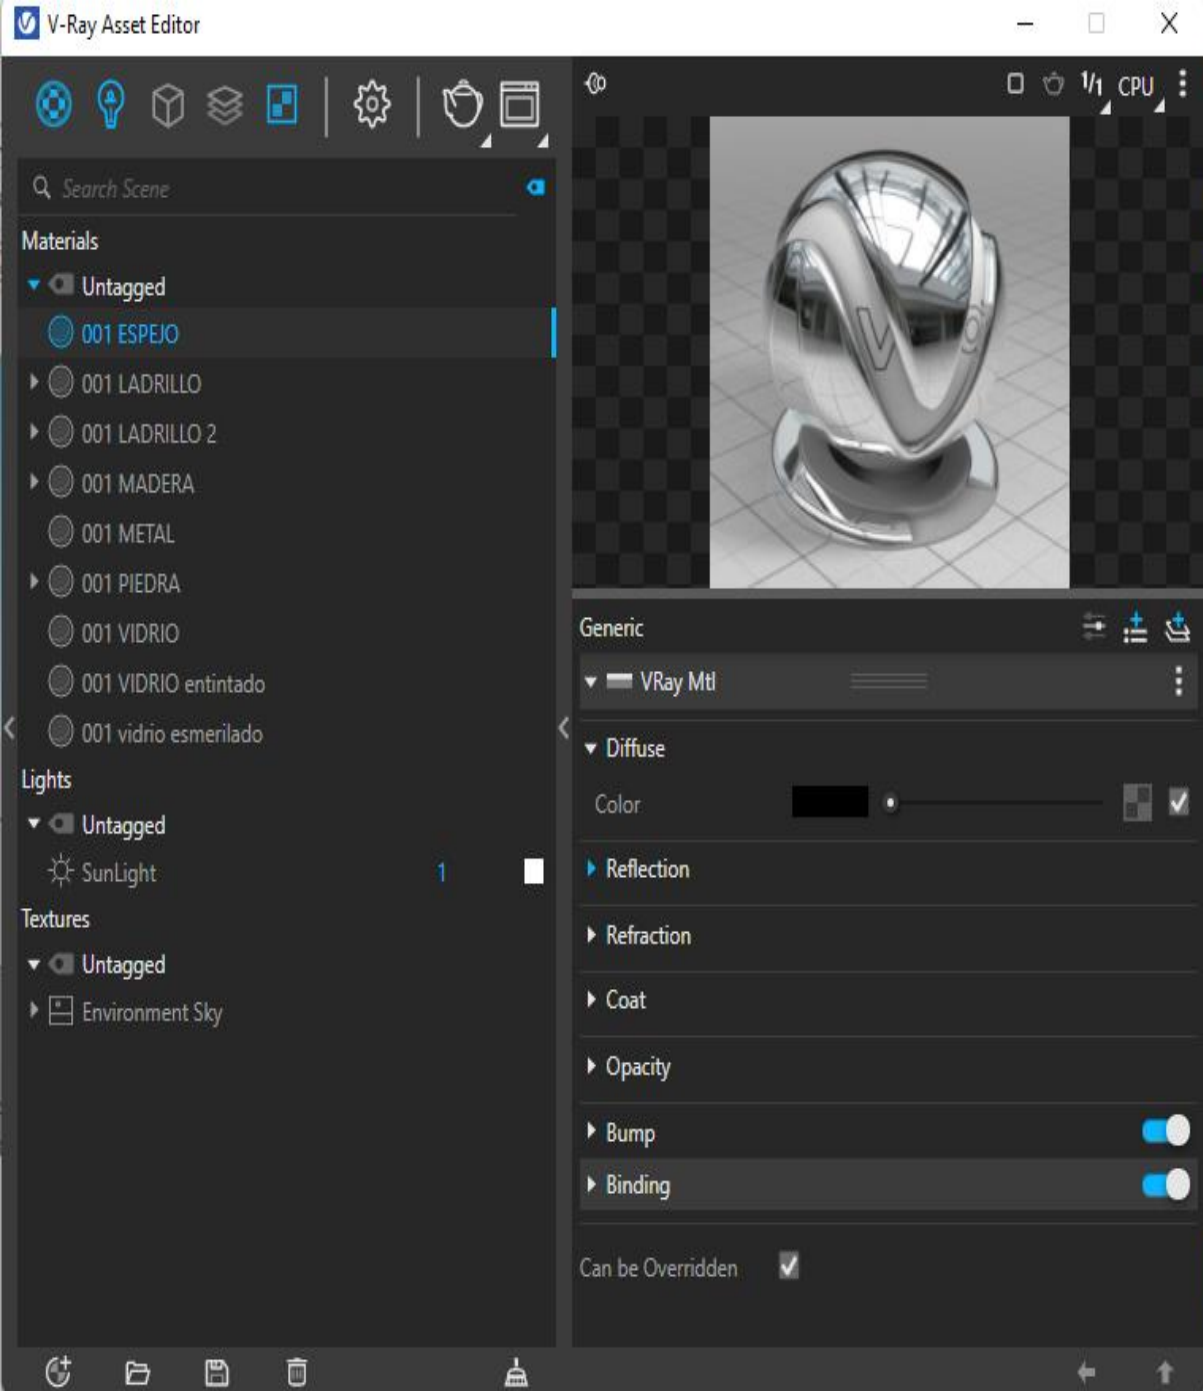 V-Ray Asset Editor
1/1 CPU
Search Scene
Materials
Untagged
001 ESPEJO
001 LADRILLO
001 LADRILLO 2
001 MADERA
001 METAL
001 PIEDRA
001 VIDRIO
001 VIDRIO entintado
001 vidrio esmerilado
Lights
Untagged
SunLight 1
Textures
Untagged
Environment Sky
Generic
VRay Mtl
Diffuse
Color
Reflection
Refraction
Coat
Opacity
Bump
Binding
Can be Overridden